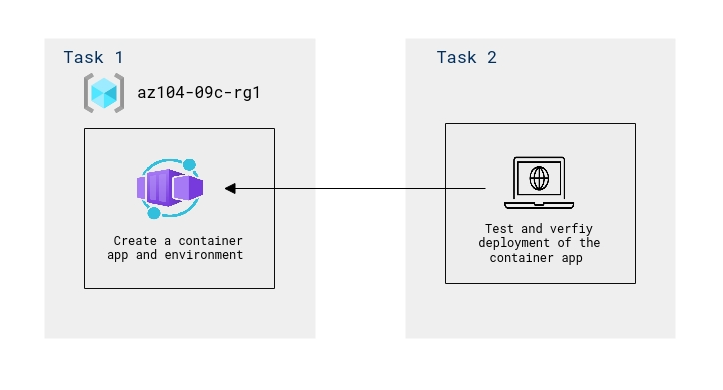 Task 1
az104-09c-rg1
Create a container
app and environment
Task 2
Test and verfiy
deployment of the
container app